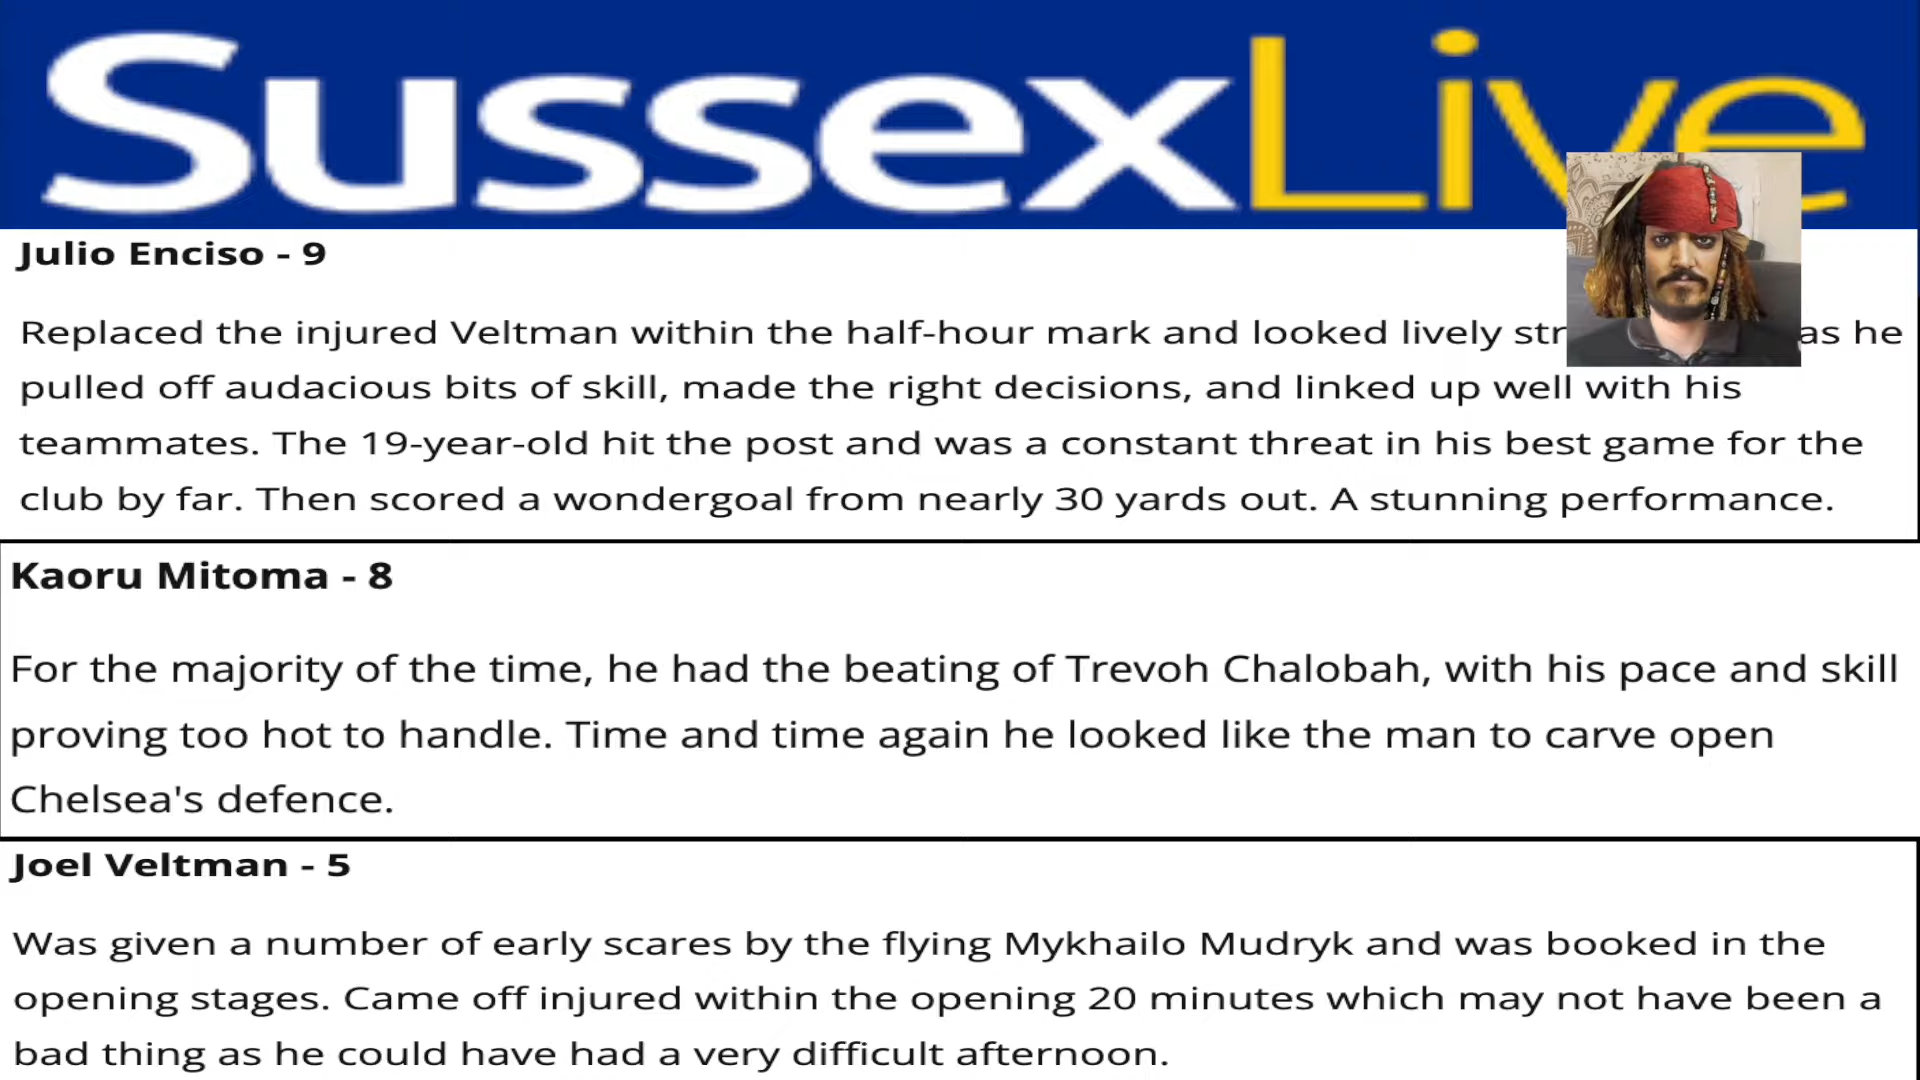 SussexLive
Julio Enciso - 9
Replaced the injured Veltman within the half-hour mark and looked lively as he
pulled off audacious bits of skill, made the right decisions, and linked up well with his
teammates. The 19-year-old hit the post and was a constant threat in his best game for the
club by far. Then scored a wondergoal from nearly 30 yards out. A stunning performance.
Kaoru Mitoma - 8
For the majority of the time, he had the beating of Trevoh Chalobah, with his pace and skill
proving too hot to handle. Time and time again he looked like the man to carve open
Chelsea's defence.
Joel Veltman - 5
Was given a number of early scares by the flying Mykhailo Mudryk and was booked in the
opening stages. Came off injured within the opening 20 minutes which may not have been a
bad thing as he could have had a very difficult afternoon.